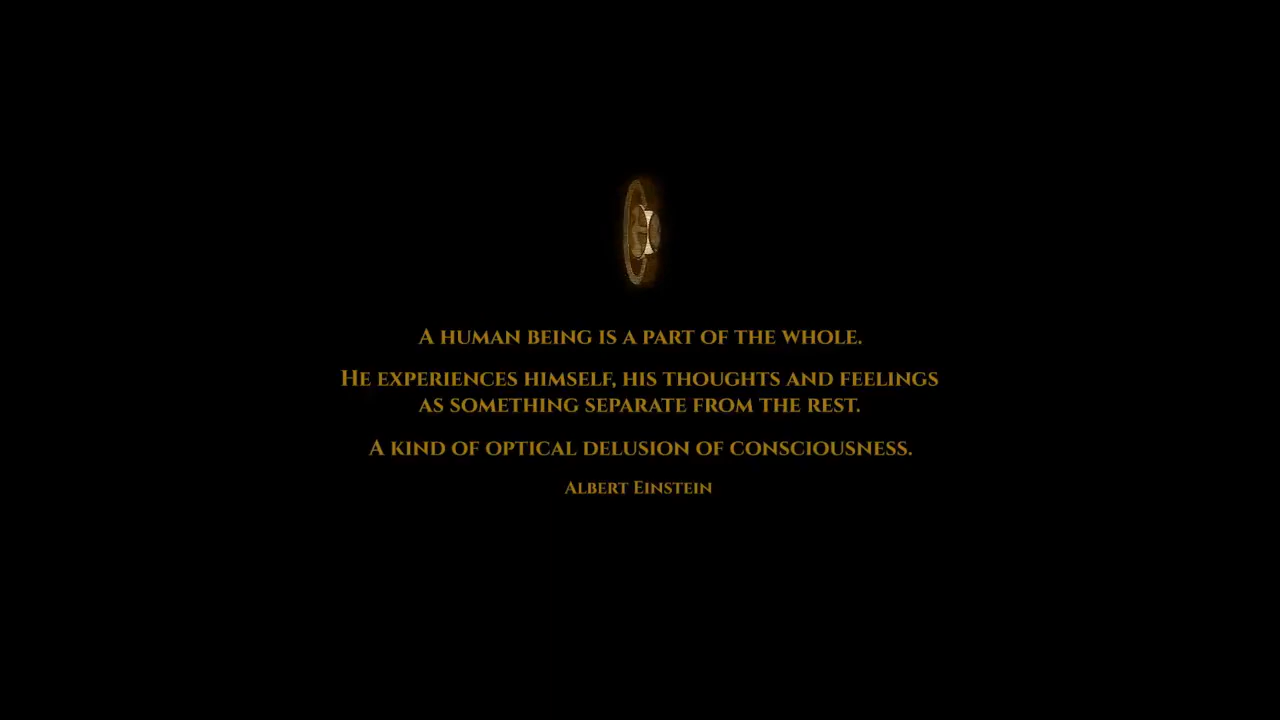 A human being is a part of the whole.
He experiences himself, his thoughts and feelings
as something separate from the rest.
A kind of optical delusion of consciousness.
Albert Einstein